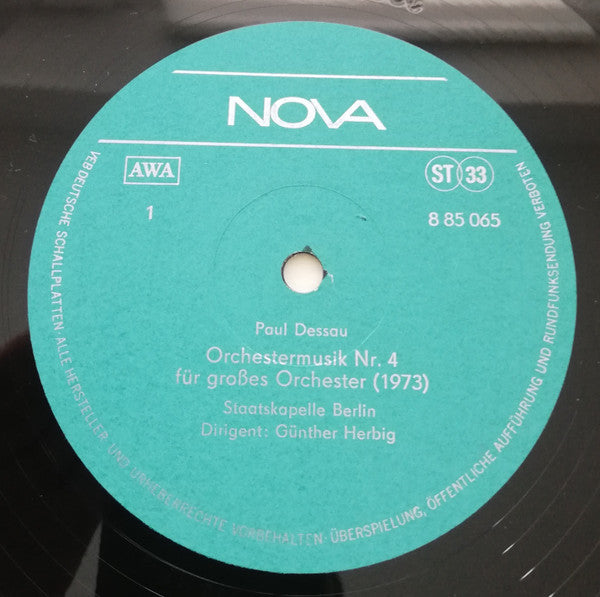 NOVA
AWA
ST 33
1
8 85 065
Paul Dessau
Orchestermusik Nr. 4
für großes Orchester (1973)
Staatskapelle Berlin
Dirigent: Günther Herbig
VEB DEUTSCHE SCHALLPLATTEN · ALLE HERSTELLER- UND URHEBERRECHTE VORBEHALTEN · ÜBERSPIELUNG, ÖFFENTLICHE AUFFÜHRUNG UND RUNDFUNKSENDUNG VERBOTEN